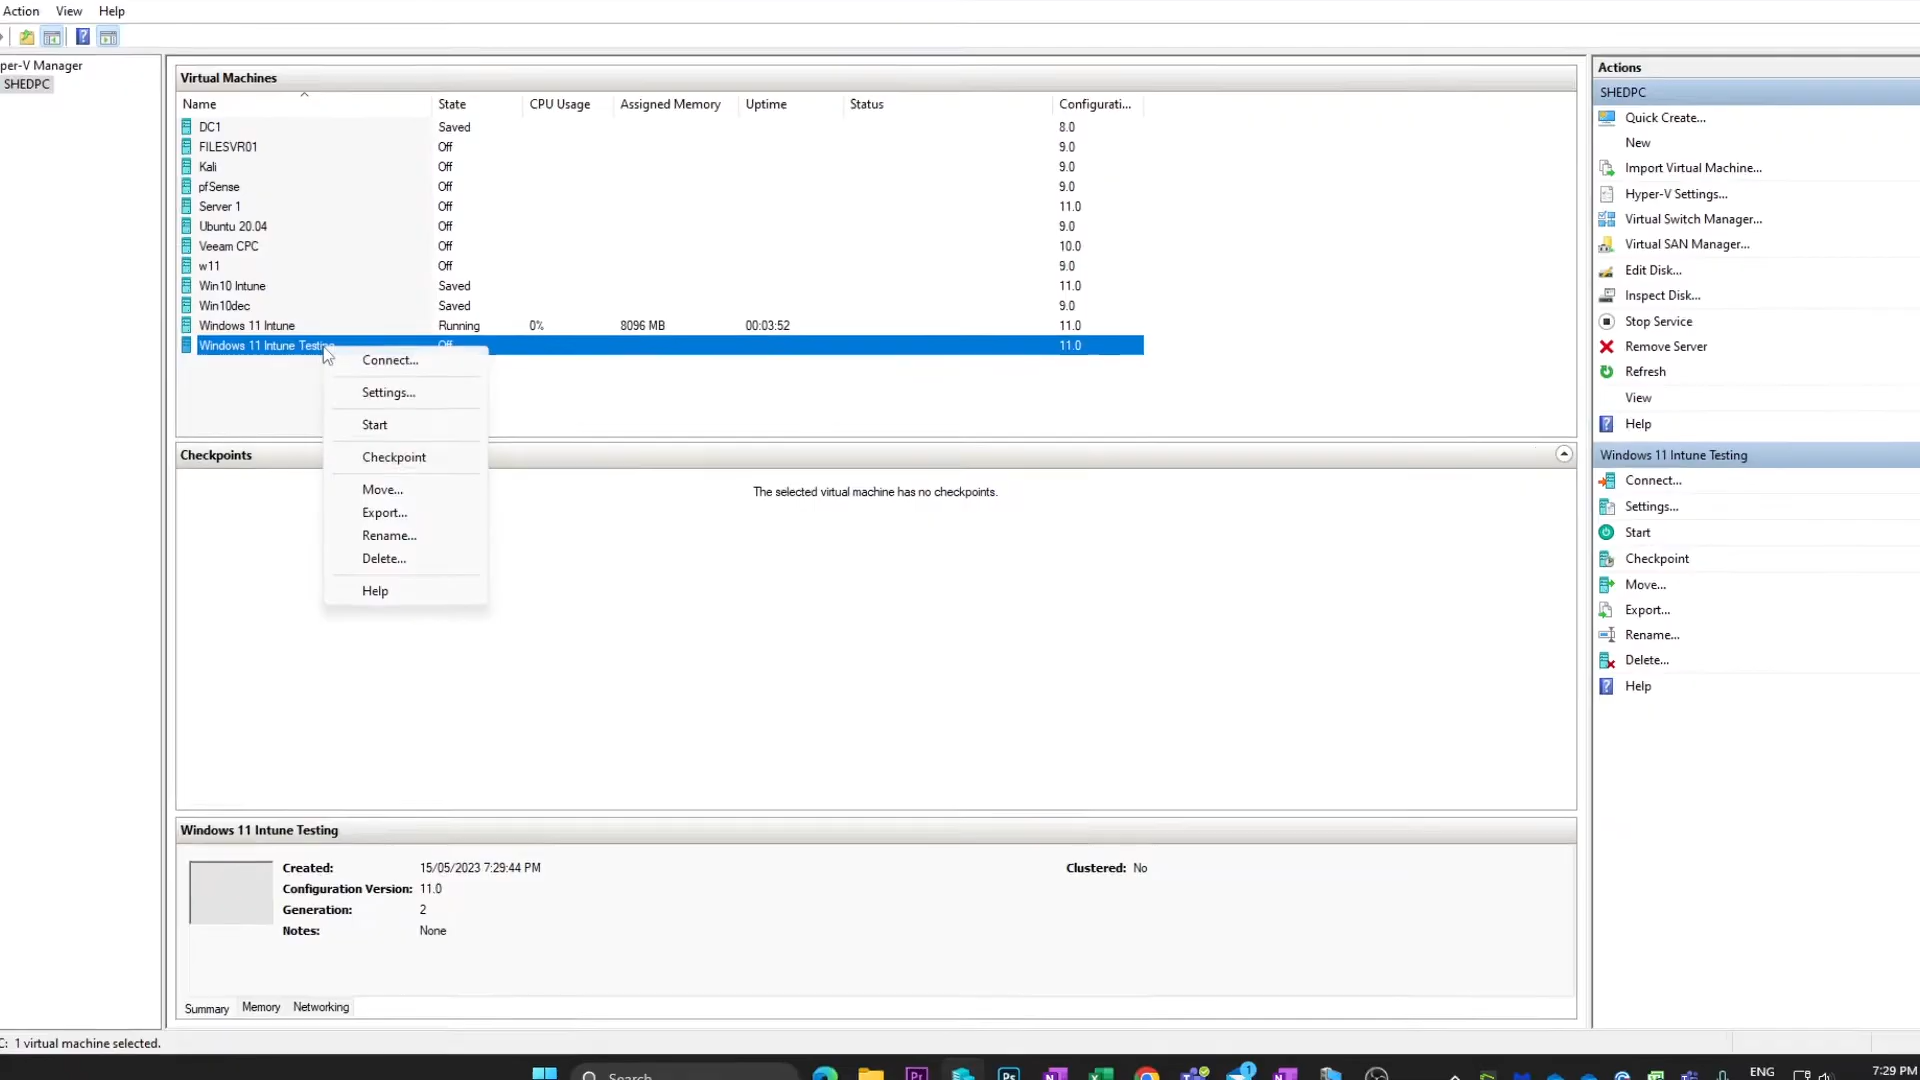 Action View Help
per-V Manager
SHEDPC
Virtual Machines
Name State CPU Usage Assigned Memory Uptime Status Configurati...
DC1 Saved 8.0
FILESVR01 Off 9.0
Kali Off 9.0
pfSense Off 9.0
Server 1 Off 11.0
Ubuntu 20.04 Off 9.0
Veeam CPC Off 10.0
w11 Off 9.0
Win10 Intune Saved 11.0
Win10dec Saved 9.0
Windows 11 Intune Running 0% 8096 MB 00:03:52 11.0
Windows 11 Intune Testing Off 11.0
Connect...
Settings...
Start
Checkpoint
Move...
Export...
Rename...
Delete...
Help
Checkpoints
The selected virtual machine has no checkpoints.
Windows 11 Intune Testing
Created: 15/05/2023 7:29:44 PM Clustered: No
Configuration Version: 11.0
Generation: 2
Notes: None
Summary Memory Networking
Actions
SHEDPC
Quick Create...
New
Import Virtual Machine...
Hyper-V Settings...
Virtual Switch Manager...
Virtual SAN Manager...
Edit Disk...
Inspect Disk...
Stop Service
Remove Server
Refresh
View
Help
Windows 11 Intune Testing
Connect...
Settings...
Start
Checkpoint
Move...
Export...
Rename...
Delete...
Help
C: 1 virtual machine selected.
Search
Pr
Ps
1
ENG
7:29 PM